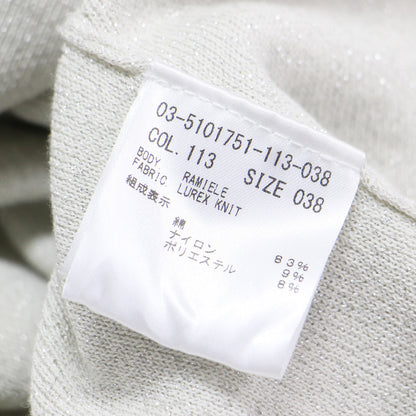 03-5101751-113-038
COL. 113 SIZE 038
BODY RAMIELE
FABRIC LUREX KNIT
組成表示
綿 83%
ナイロン 9%
ポリエステル 8%